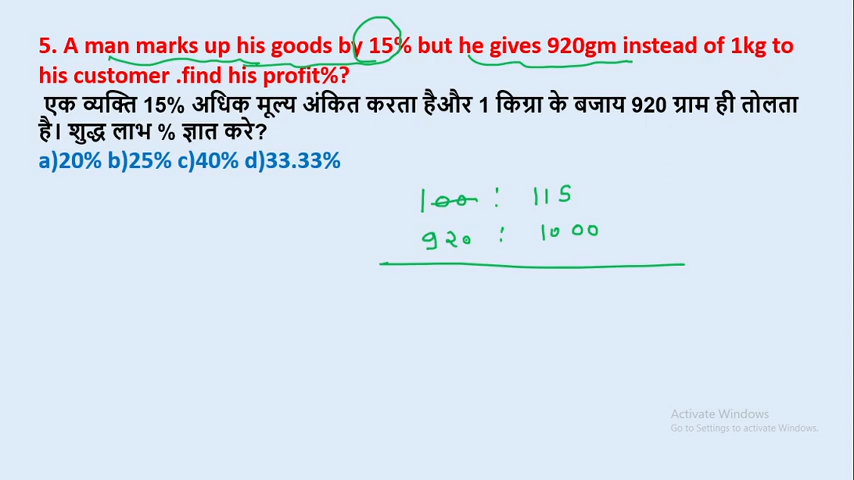 5. A man marks up his goods by 15% but he gives 920gm instead of 1kg to
his customer .find his profit%?
एक व्यक्ति 15% अधिक मूल्य अंकित करता हैऔर 1 किग्रा के बजाय 920 ग्राम ही तोलता
है। शुद्ध लाभ % ज्ञात करे?
a)20% b)25% c)40% d)33.33%
100 : 115
920 : 1000
Activate Windows
Go to Settings to activate Windows.